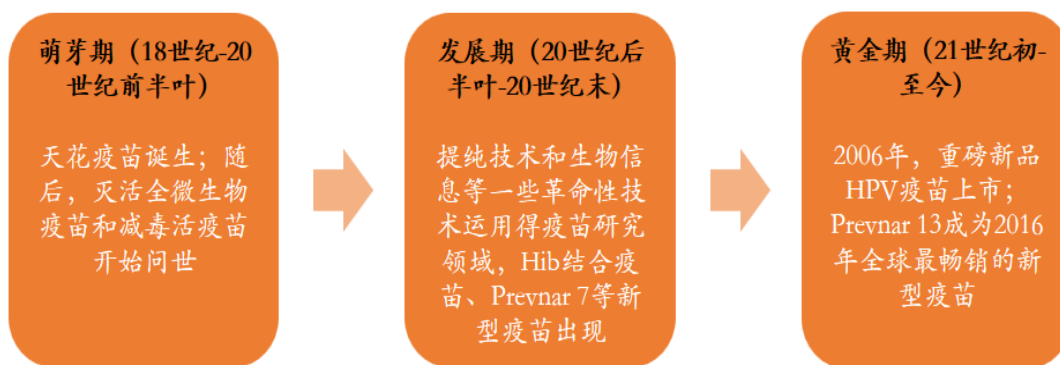 萌芽期（18世纪-20
世纪前半叶）
天花疫苗诞生；随
后，灭活全微生物
疫苗和减毒活疫苗
开始问世
发展期（20世纪后
半叶-20世纪末）
提纯技术和生物信
息等一些革命性技
术运用得疫苗研究
领域，Hib结合疫
苗、Prevnar 7等新
型疫苗出现
黄金期（21世纪初-
至今）
2006年，重磅新品
HPV疫苗上市；
Prevnar 13成为2016
年全球最畅销的新
型疫苗